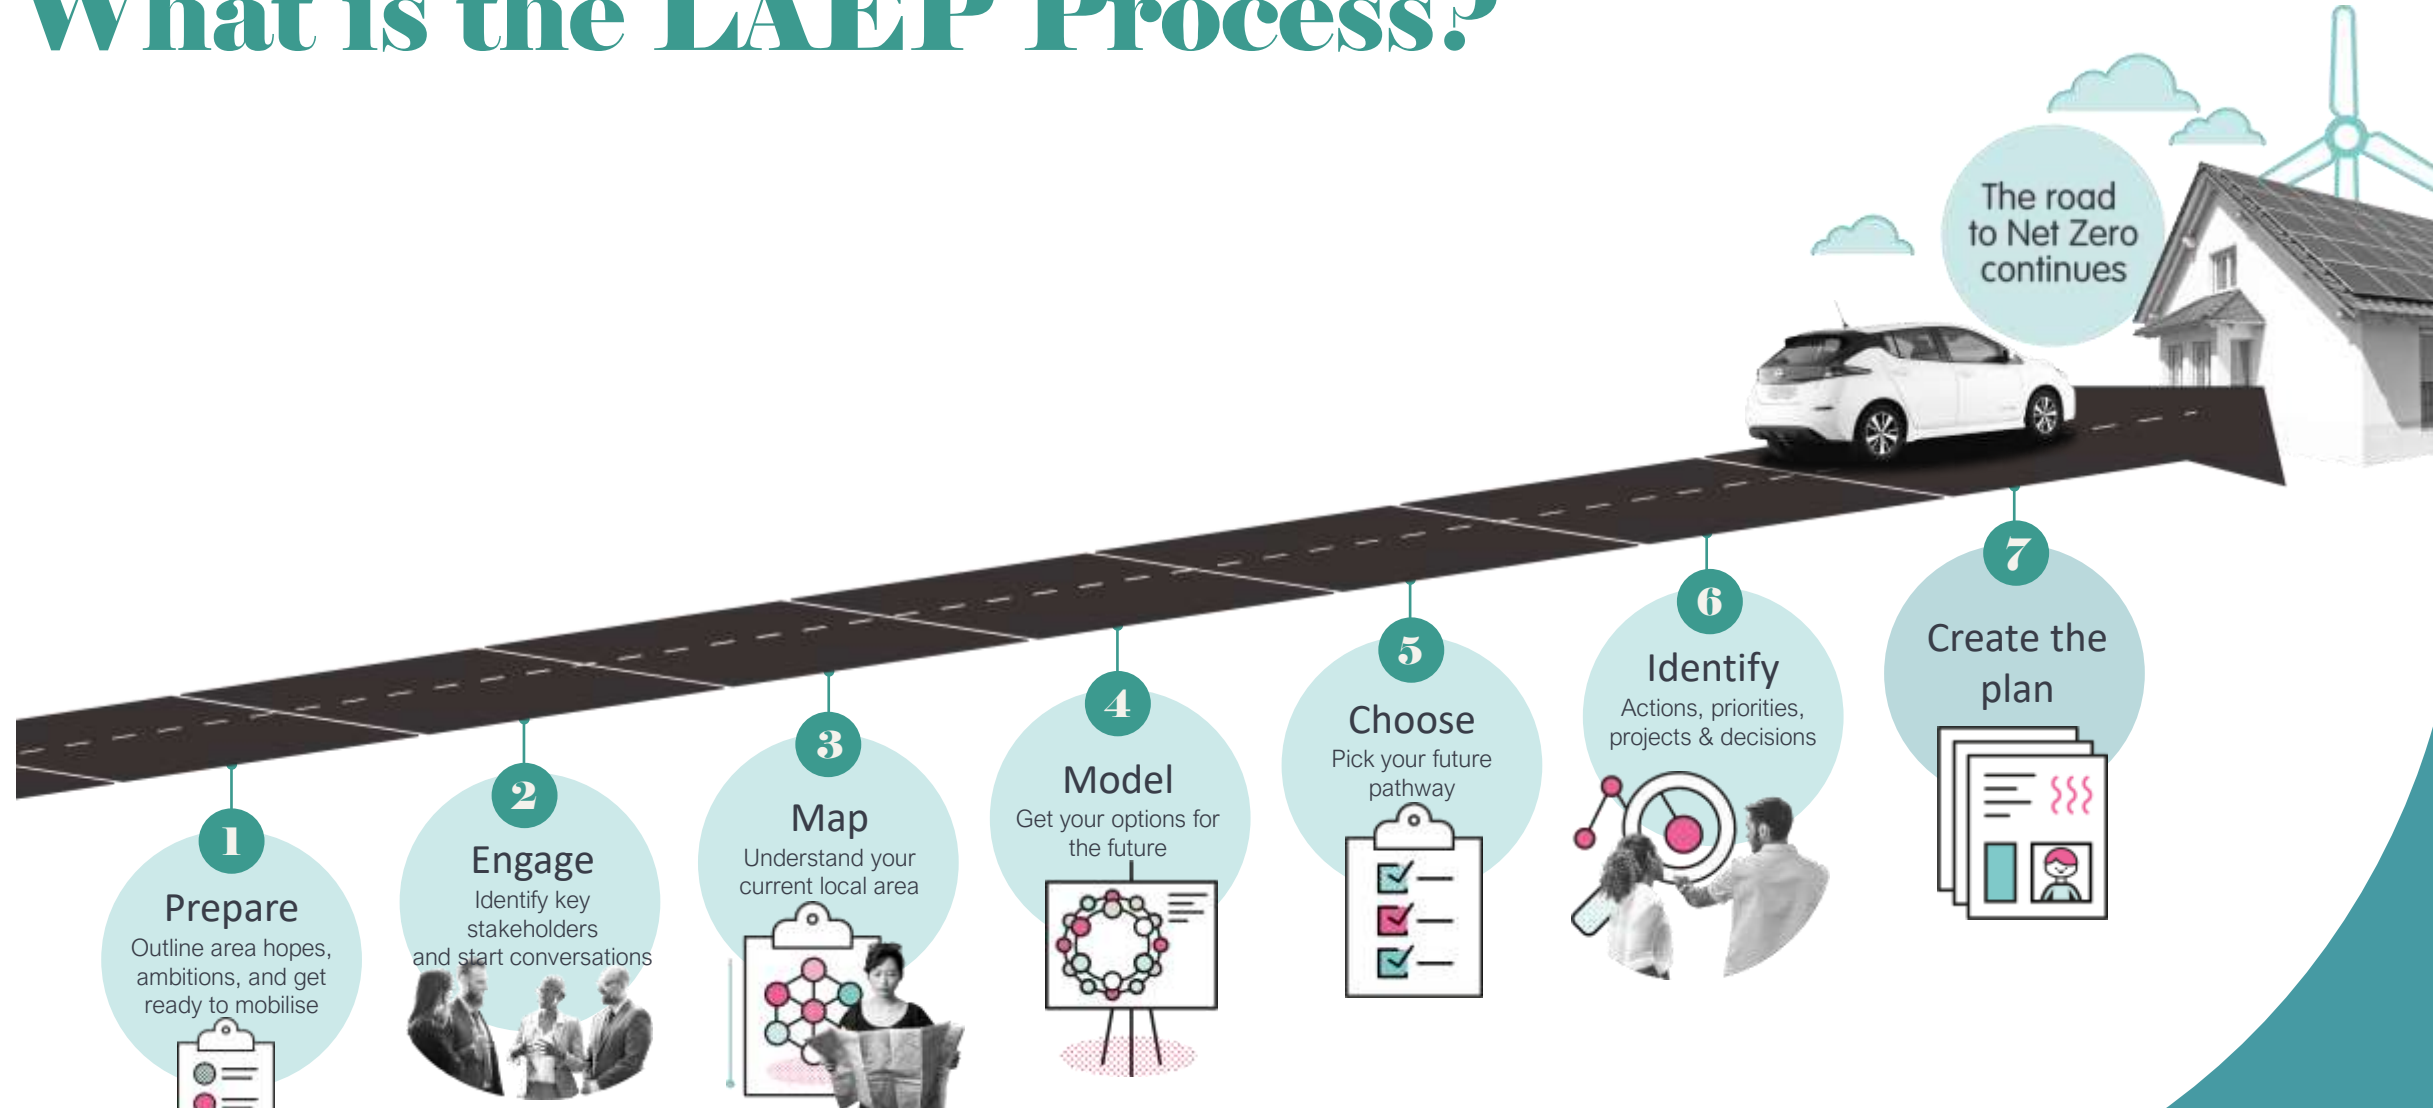 What is the LAEP Process?
The road
to Net Zero
continues
1
Prepare
Outline area hopes,
ambitions, and get
ready to mobilise
2
Engage
Identify key
stakeholders
and start conversations
3
Map
Understand your
current local area
4
Model
Get your options for
the future
5
Choose
Pick your future
pathway
6
Identify
Actions, priorities,
projects & decisions
7
Create the
plan